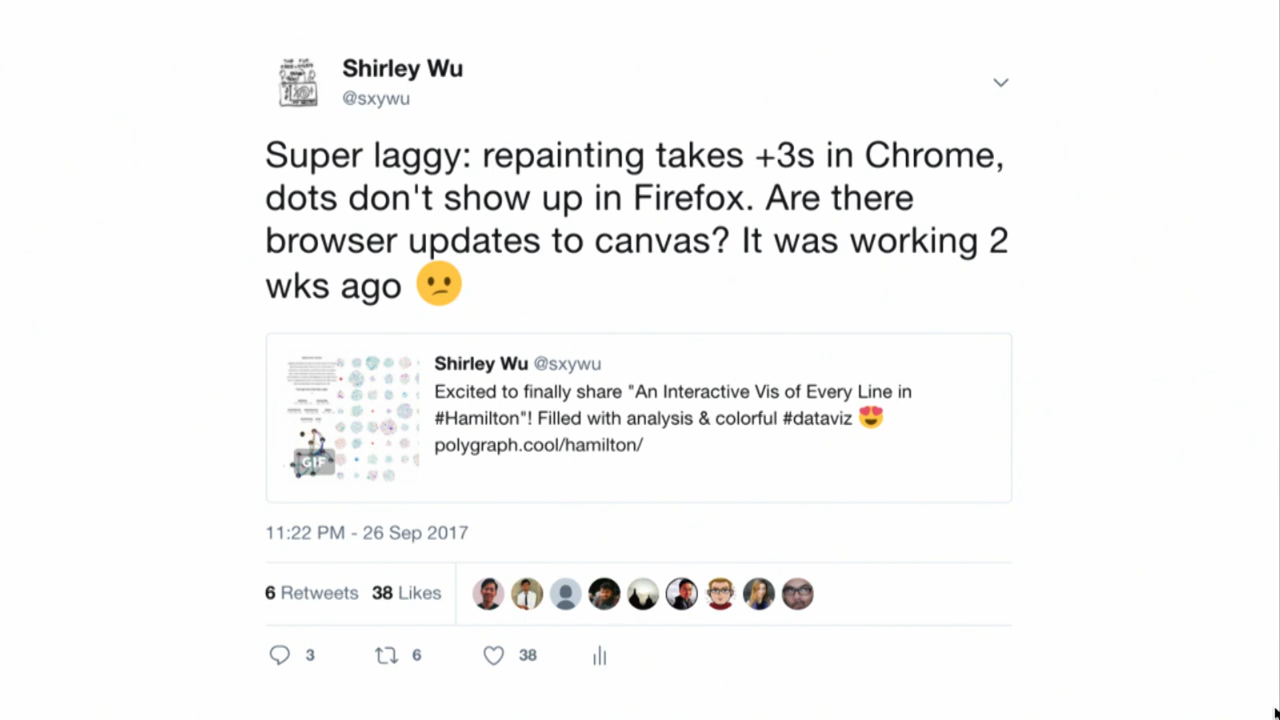 Shirley Wu
@sxywu
Super laggy: repainting takes +3s in Chrome,
dots don't show up in Firefox. Are there
browser updates to canvas? It was working 2
wks ago 😕
Shirley Wu @sxywu
Excited to finally share "An Interactive Vis of Every Line in
#Hamilton"! Filled with analysis & colorful #dataviz 😍
polygraph.cool/hamilton/
GIF
11:22 PM - 26 Sep 2017
6 Retweets 38 Likes
3 6 38